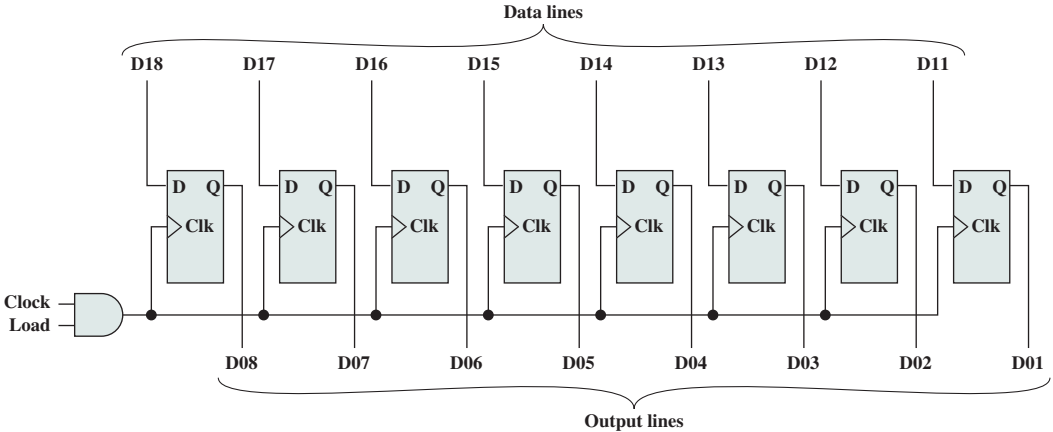 Data lines
D18 D17 D16 D15 D14 D13 D12 D11
D Q D Q D Q D Q D Q D Q D Q D Q
Clk Clk Clk Clk Clk Clk Clk Clk
Clock
Load
D08 D07 D06 D05 D04 D03 D02 D01
Output lines